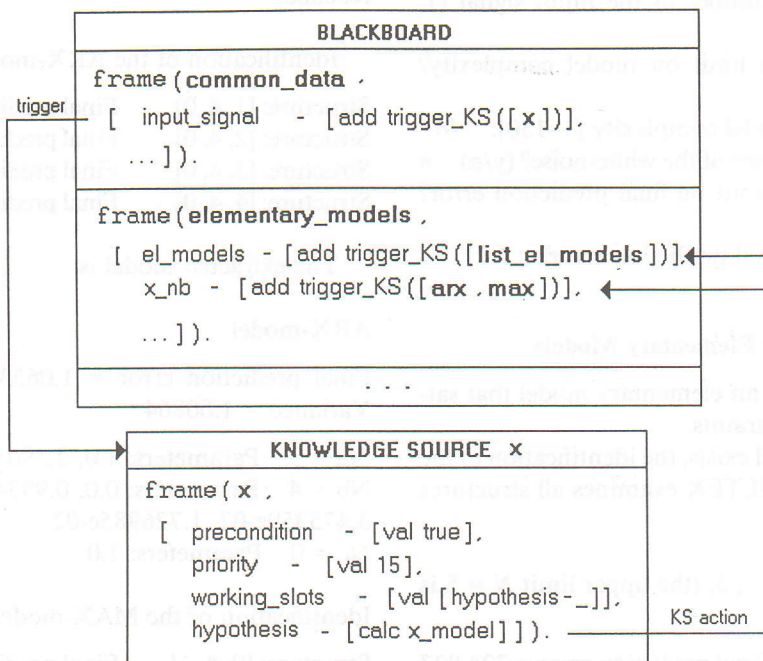 BLACKBOARD
frame(common_data ,
trigger
input_signal - [add trigger_KS([x])],
...]).
frame(elementary_models ,
[ el_models - [add trigger_KS([list_el_models])],
x_nb - [add trigger_KS([arx , max])],
...]).
. . .
KNOWLEDGE SOURCE x
frame( x ,
[ precondition - [val true],
priority - [val 15],
working_slots - [val [hypothesis-_]],
hypothesis - [calc x_model] ] ).
KS action